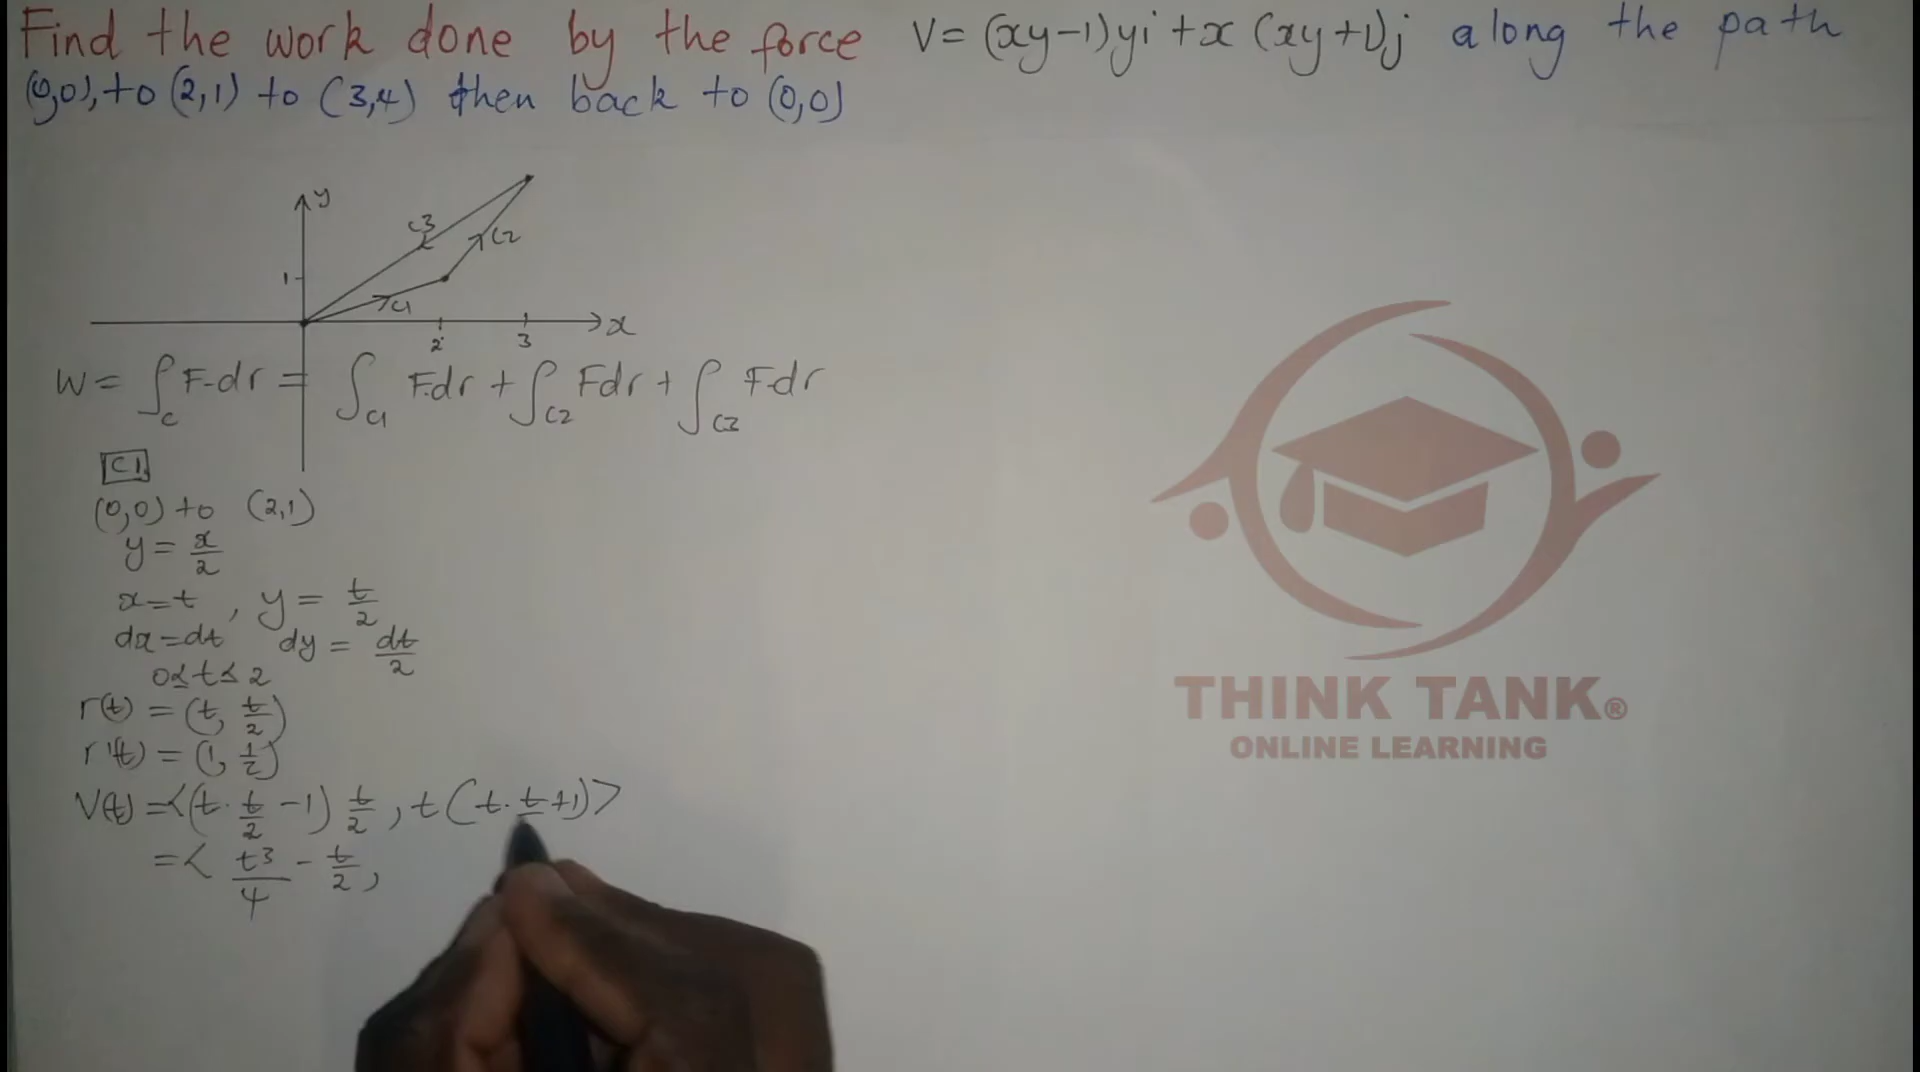 Find the work done by the force V = (xy-1)yi + x(xy+1)j along the path
(0,0), to (2,1) to (3,4) then back to (0,0)
y
C3
C2
1
C1
x
2
3
W = ∫c F·dr = ∫C1 F·dr + ∫C2 Fdr + ∫C3 F·dr
C1
(0,0) to (2,1)
y = x/2
x=t, y = t/2
dx=dt dy = dt/2
0≤t≤2
r(t) = (t, t/2)
r'(t) = (1, 1/2)
V(t) = <(t·t/2 -1) t/2, t(t·t +1)>
= < t3/4 - t/2,
THINK TANK®
ONLINE LEARNING